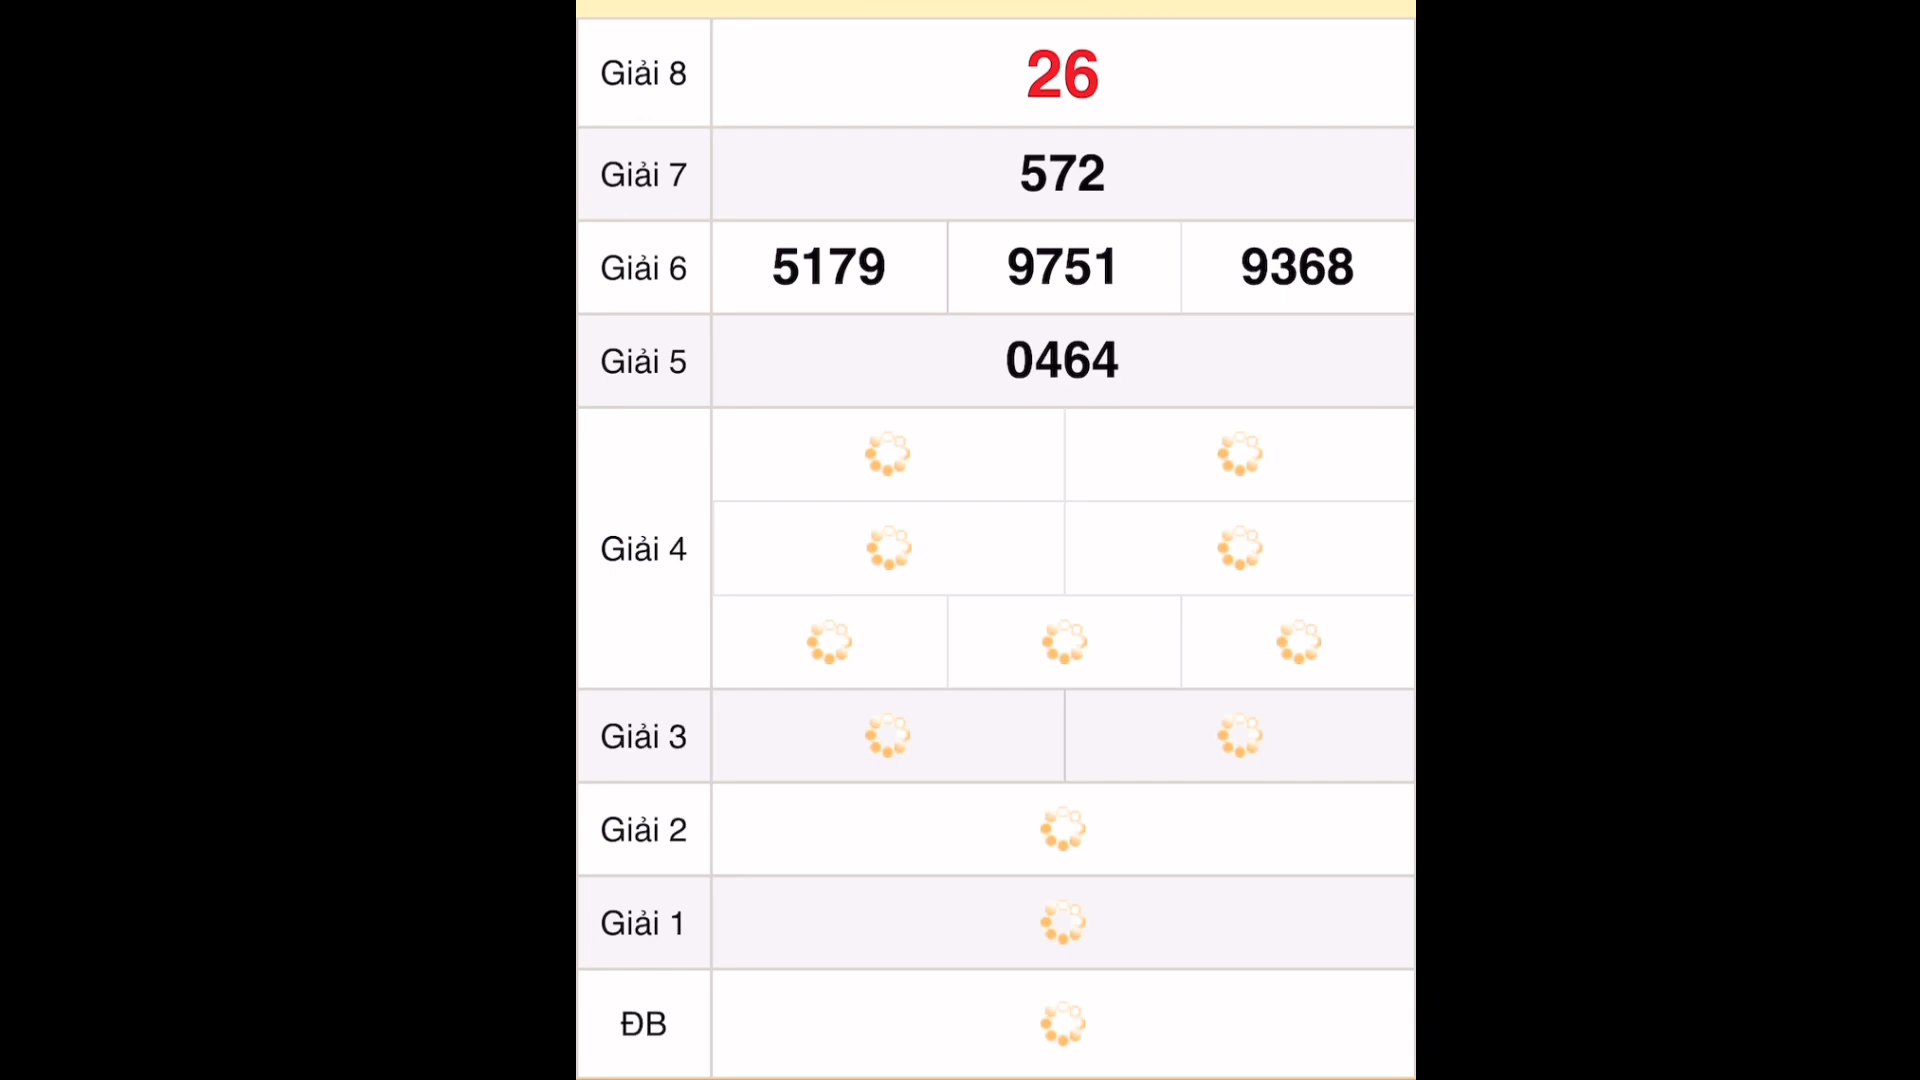 Giải 8 26
Giải 7 572
Giải 6 5179 9751 9368
Giải 5 0464
Giải 4
Giải 3
Giải 2
Giải 1
ĐB